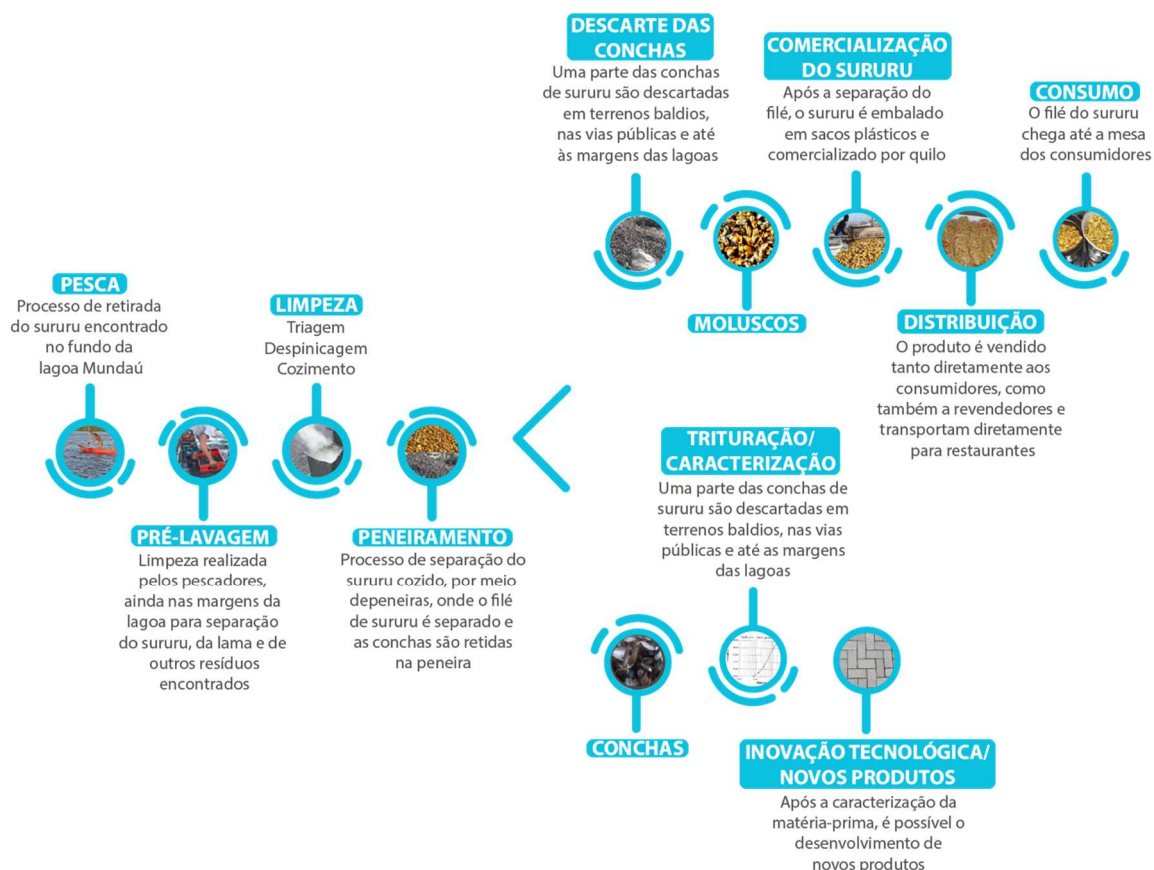 PESCA
Processo de retirada
do sururu encontrado
no fundo da
lagoa Mundaú
PRÉ-LAVAGEM
Limpeza realizada
pelos pescadores,
ainda nas margens da
lagoa para separação
do sururu, da lama e de
outros resíduos
encontrados
LIMPEZA
Triagem
Despinicagem
Cozimento
PENEIRAMENTO
Processo de separação do
sururu cozido, por meio
depeneiras, onde o filé
de sururu é separado e
as conchas são retidas
na peneira
DESCARTE DAS
CONCHAS
Uma parte das conchas
de sururu são descartadas
em terrenos baldios,
nas vias públicas e até
às margens das lagoas
MOLUSCOS
COMERCIALIZAÇÃO
DO SURURU
Após a separação do
filé, o sururu é embalado
em sacos plásticos e
comercializado por quilo
DISTRIBUIÇÃO
O produto é vendido
tanto diretamente aos
consumidores, como
também a revendedores e
transportam diretamente
para restaurantes
CONSUMO
O filé do sururu
chega até a mesa
dos consumidores
CONCHAS
TRITURAÇÃO/
CARACTERIZAÇÃO
Uma parte das conchas de
sururu são descartadas em
terrenos baldios, nas vias
públicas e até as margens
das lagoas
INOVAÇÃO TECNOLÓGICA/
NOVOS PRODUTOS
Após a caracterização da
matéria-prima, é possível o
desenvolvimento de
novos produtos